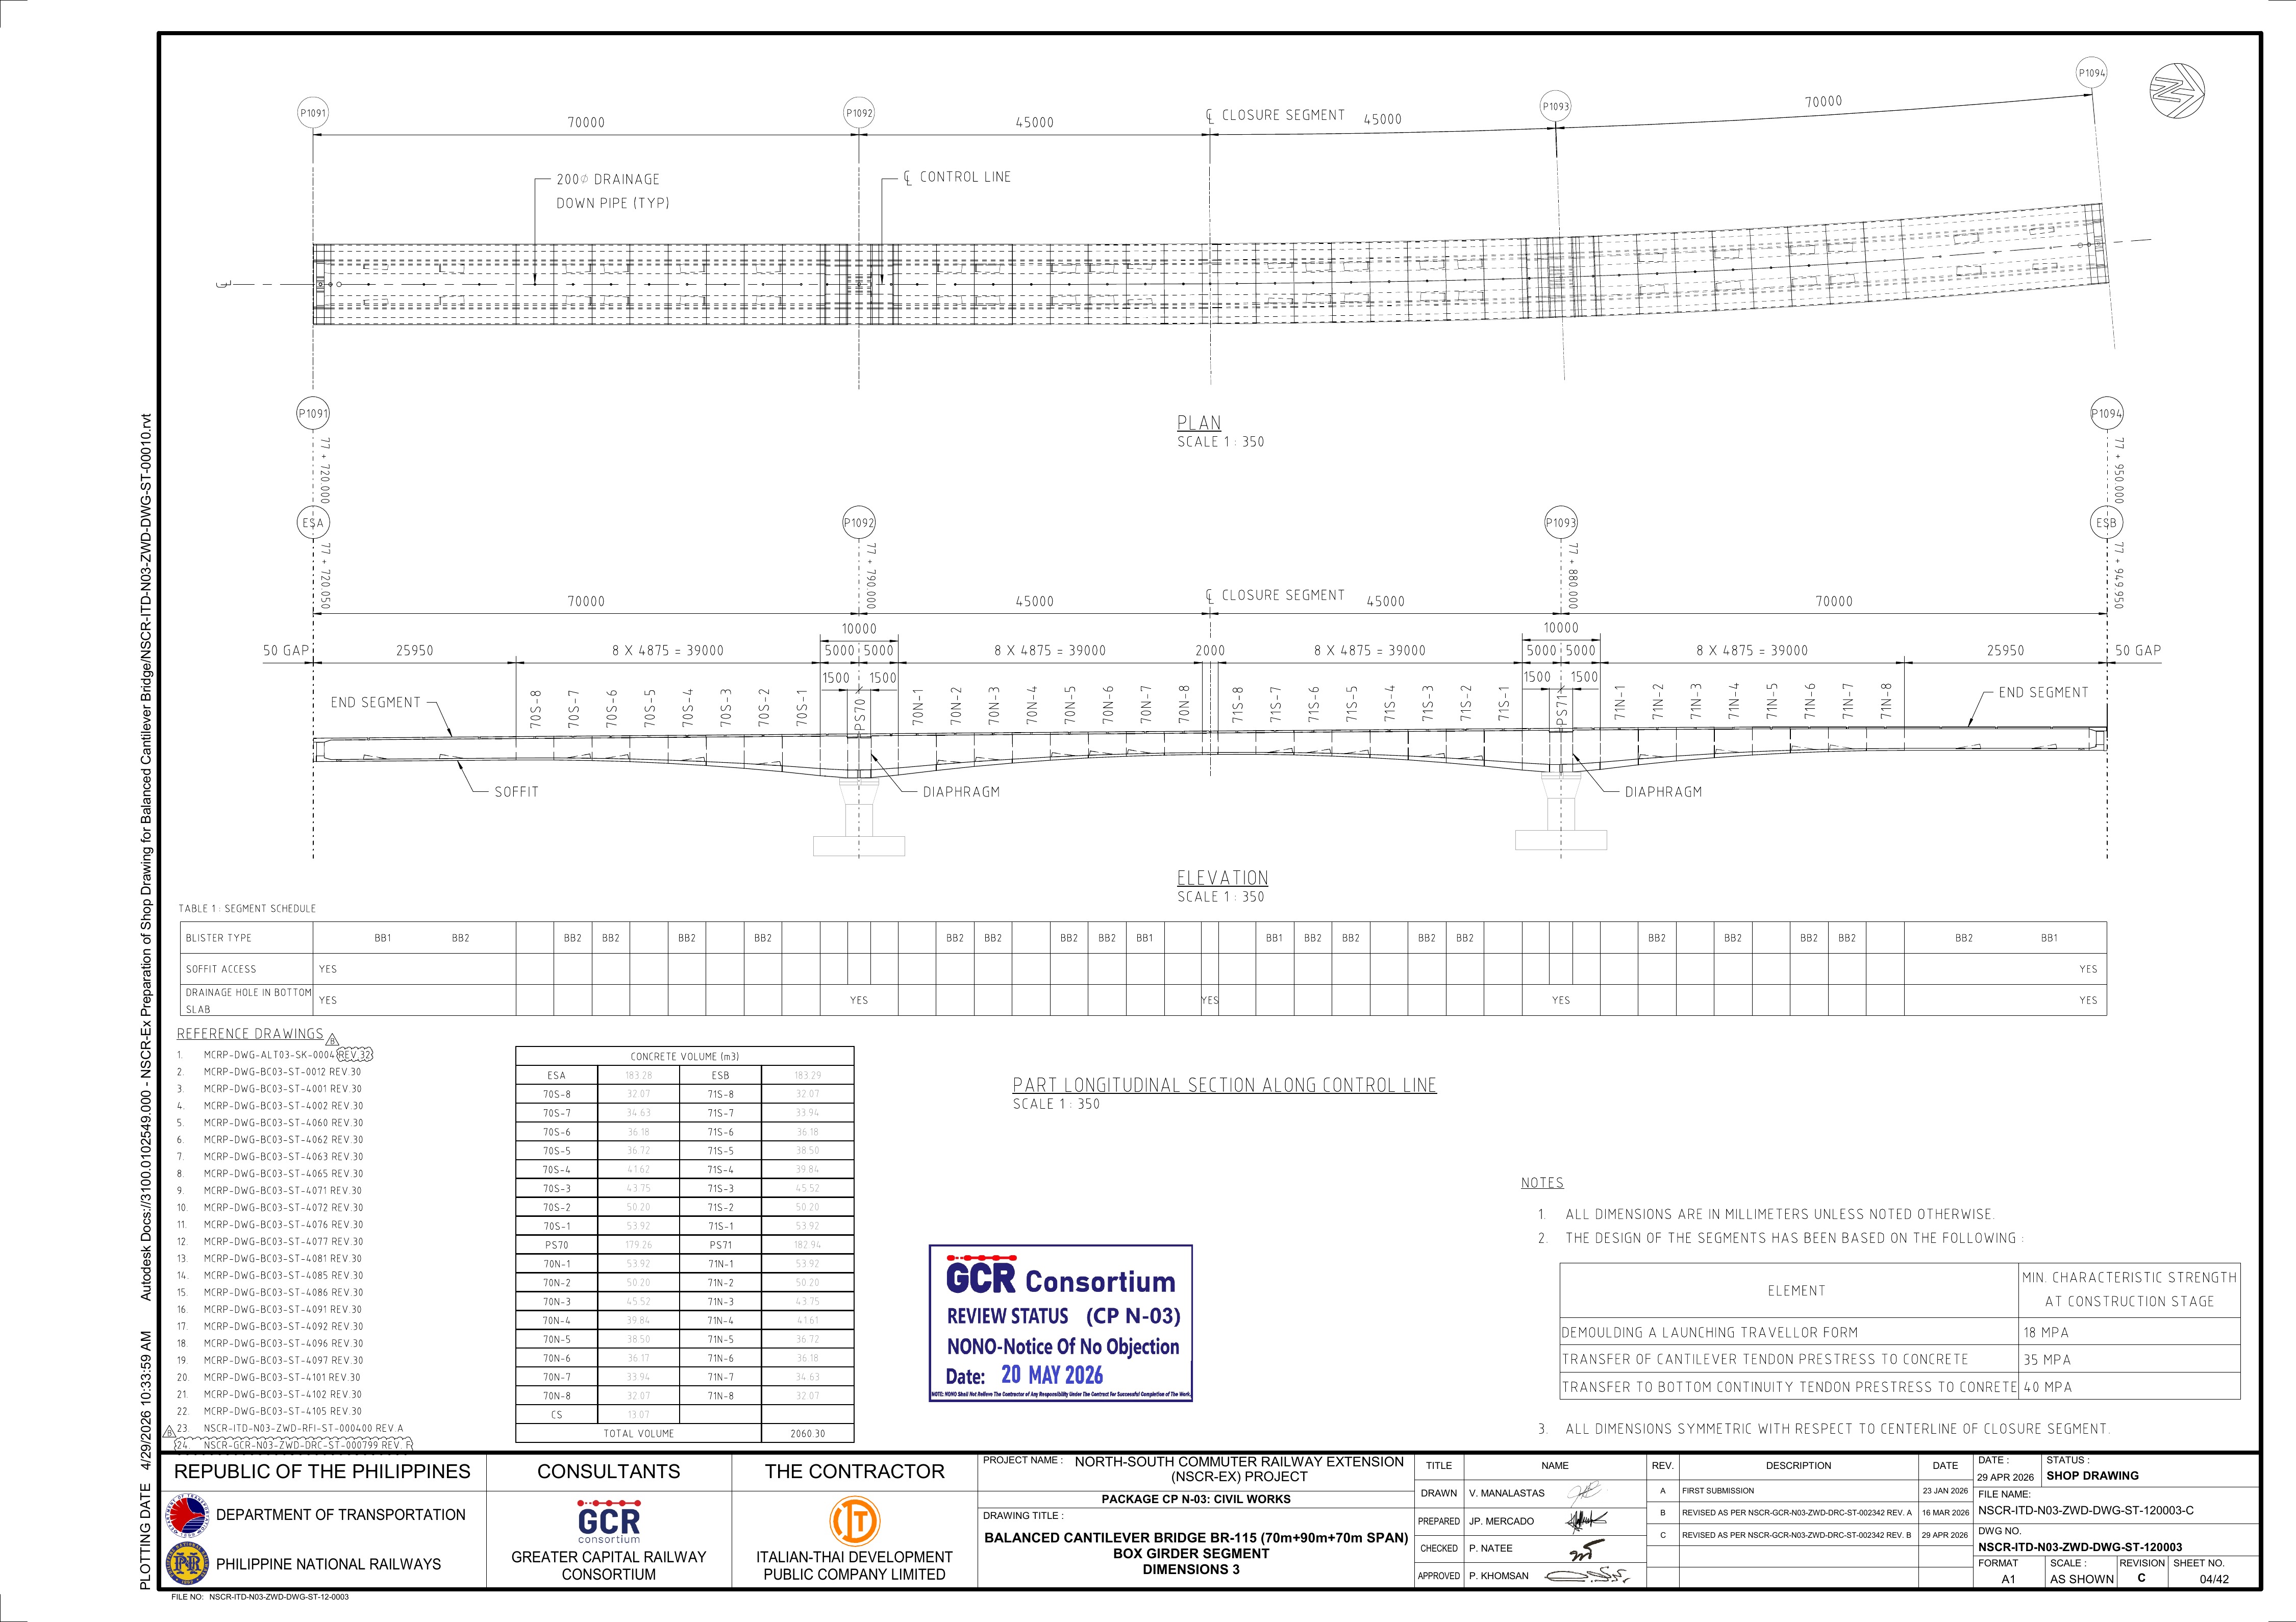 P1091
P1092
P1093
P1094
70000
45000
℄ CLOSURE SEGMENT
45000
70000
200∅ DRAINAGE
DOWN PIPE (TYP)
℄ CONTROL LINE
PLAN
SCALE 1 : 350
P1091
P1094
77 + 720.000
77 + 950.000
ESA
P1092
P1093
ESB
77 + 720.050
77 + 790.000
77 + 880.000
77 + 949.950
70000
45000
℄ CLOSURE SEGMENT
45000
70000
10000
10000
50 GAP
25950
8 X 4875 = 39000
5000
5000
8 X 4875 = 39000
2000
8 X 4875 = 39000
5000
5000
8 X 4875 = 39000
25950
50 GAP
1500
1500
1500
1500
END SEGMENT
70S-8
70S-7
70S-6
70S-5
70S-4
70S-3
70S-2
70S-1
PS70
70N-1
70N-2
70N-3
70N-4
70N-5
70N-6
70N-7
70N-8
71S-8
71S-7
71S-6
71S-5
71S-4
71S-3
71S-2
71S-1
PS71
71N-1
71N-2
71N-3
71N-4
71N-5
71N-6
71N-7
71N-8
END SEGMENT
SOFFIT
DIAPHRAGM
DIAPHRAGM
ELEVATION
SCALE 1 : 350
TABLE 1 : SEGMENT SCHEDULE
BLISTER TYPE BB1 BB2 BB2 BB2 BB2 BB2 BB2 BB2 BB2 BB2 BB1 BB1 BB2 BB2 BB2 BB2 BB2 BB2 BB2 BB2 BB2 BB1
SOFFIT ACCESS YES YES
DRAINAGE HOLE IN BOTTOM
SLAB YES YES YES YES YES
REFERENCE DRAWINGS B
1. MCRP-DWG-ALT03-SK-0004 REV.32
2. MCRP-DWG-BC03-ST-0012 REV.30
3. MCRP-DWG-BC03-ST-4001 REV.30
4. MCRP-DWG-BC03-ST-4002 REV.30
5. MCRP-DWG-BC03-ST-4060 REV.30
6. MCRP-DWG-BC03-ST-4062 REV.30
7. MCRP-DWG-BC03-ST-4063 REV.30
8. MCRP-DWG-BC03-ST-4065 REV.30
9. MCRP-DWG-BC03-ST-4071 REV.30
10. MCRP-DWG-BC03-ST-4072 REV.30
11. MCRP-DWG-BC03-ST-4076 REV.30
12. MCRP-DWG-BC03-ST-4077 REV.30
13. MCRP-DWG-BC03-ST-4081 REV.30
14. MCRP-DWG-BC03-ST-4085 REV.30
15. MCRP-DWG-BC03-ST-4086 REV.30
16. MCRP-DWG-BC03-ST-4091 REV.30
17. MCRP-DWG-BC03-ST-4092 REV.30
18. MCRP-DWG-BC03-ST-4096 REV.30
19. MCRP-DWG-BC03-ST-4097 REV.30
20. MCRP-DWG-BC03-ST-4101 REV.30
21. MCRP-DWG-BC03-ST-4102 REV.30
22. MCRP-DWG-BC03-ST-4105 REV.30
23. NSCR-ITD-N03-ZWD-RFI-ST-000400 REV.A
24. NSCR-GCR-N03-ZWD-DRC-ST-000799 REV. F
CONCRETE VOLUME (m3)
ESA 183.28 ESB 183.29
70S-8 32.07 71S-8 32.07
70S-7 34.63 71S-7 33.94
70S-6 36.18 71S-6 36.18
70S-5 36.72 71S-5 38.50
70S-4 41.62 71S-4 39.84
70S-3 43.75 71S-3 45.52
70S-2 50.20 71S-2 50.20
70S-1 53.92 71S-1 53.92
PS70 179.26 PS71 182.94
70N-1 53.92 71N-1 53.92
70N-2 50.20 71N-2 50.20
70N-3 45.52 71N-3 43.75
70N-4 39.84 71N-4 41.61
70N-5 38.50 71N-5 36.72
70N-6 36.17 71N-6 36.18
70N-7 33.94 71N-7 34.63
70N-8 32.07 71N-8 32.07
CS 13.07
TOTAL VOLUME 2060.30
PART LONGITUDINAL SECTION ALONG CONTROL LINE
SCALE 1 : 350
GCR Consortium
REVIEW STATUS (CP N-03)
NONO-Notice Of No Objection
Date: 20 MAY 2026
NOTE: NONO Shall Not Relieve The Contractor of Any Responsibility Under The Contract For Successful Completion of The Work.
NOTES
1. ALL DIMENSIONS ARE IN MILLIMETERS UNLESS NOTED OTHERWISE.
2. THE DESIGN OF THE SEGMENTS HAS BEEN BASED ON THE FOLLOWING :
ELEMENT
MIN. CHARACTERISTIC STRENGTH
AT CONSTRUCTION STAGE
DEMOULDING A LAUNCHING TRAVELLOR FORM 18 MPA
TRANSFER OF CANTILEVER TENDON PRESTRESS TO CONCRETE 35 MPA
TRANSFER TO BOTTOM CONTINUITY TENDON PRESTRESS TO CONRETE 40 MPA
3. ALL DIMENSIONS SYMMETRIC WITH RESPECT TO CENTERLINE OF CLOSURE SEGMENT.
REPUBLIC OF THE PHILIPPINES
DEPARTMENT OF TRANSPORTATION
PHILIPPINE NATIONAL RAILWAYS
CONSULTANTS
GCR
consortium
GREATER CAPITAL RAILWAY
CONSORTIUM
THE CONTRACTOR
ITALIAN-THAI DEVELOPMENT
PUBLIC COMPANY LIMITED
PROJECT NAME : NORTH-SOUTH COMMUTER RAILWAY EXTENSION
(NSCR-EX) PROJECT
PACKAGE CP N-03: CIVIL WORKS
DRAWING TITLE :
BALANCED CANTILEVER BRIDGE BR-115 (70m+90m+70m SPAN)
BOX GIRDER SEGMENT
DIMENSIONS 3
TITLE NAME
DRAWN V. MANALASTAS
PREPARED JP. MERCADO
CHECKED P. NATEE
APPROVED P. KHOMSAN
REV. DESCRIPTION DATE
A FIRST SUBMISSION 23 JAN 2026
B REVISED AS PER NSCR-GCR-N03-ZWD-DRC-ST-002342 REV. A 16 MAR 2026
C REVISED AS PER NSCR-GCR-N03-ZWD-DRC-ST-002342 REV. B 29 APR 2026
DATE :
29 APR 2026
STATUS :
SHOP DRAWING
FILE NAME:
NSCR-ITD-N03-ZWD-DWG-ST-120003-C
DWG NO.
NSCR-ITD-N03-ZWD-DWG-ST-120003
FORMAT SCALE : REVISION SHEET NO.
A1 AS SHOWN C 04/42
FILE NO: NSCR-ITD-N03-ZWD-DWG-ST-12-0003
PLOTTING DATE 4/29/2026 10:33:59 AM Autodesk Docs://3100.0102549.000 - NSCR-Ex Preparation of Shop Drawing for Balanced Cantilever Bridge/NSCR-ITD-N03-ZWD-DWG-ST-00010.rvt